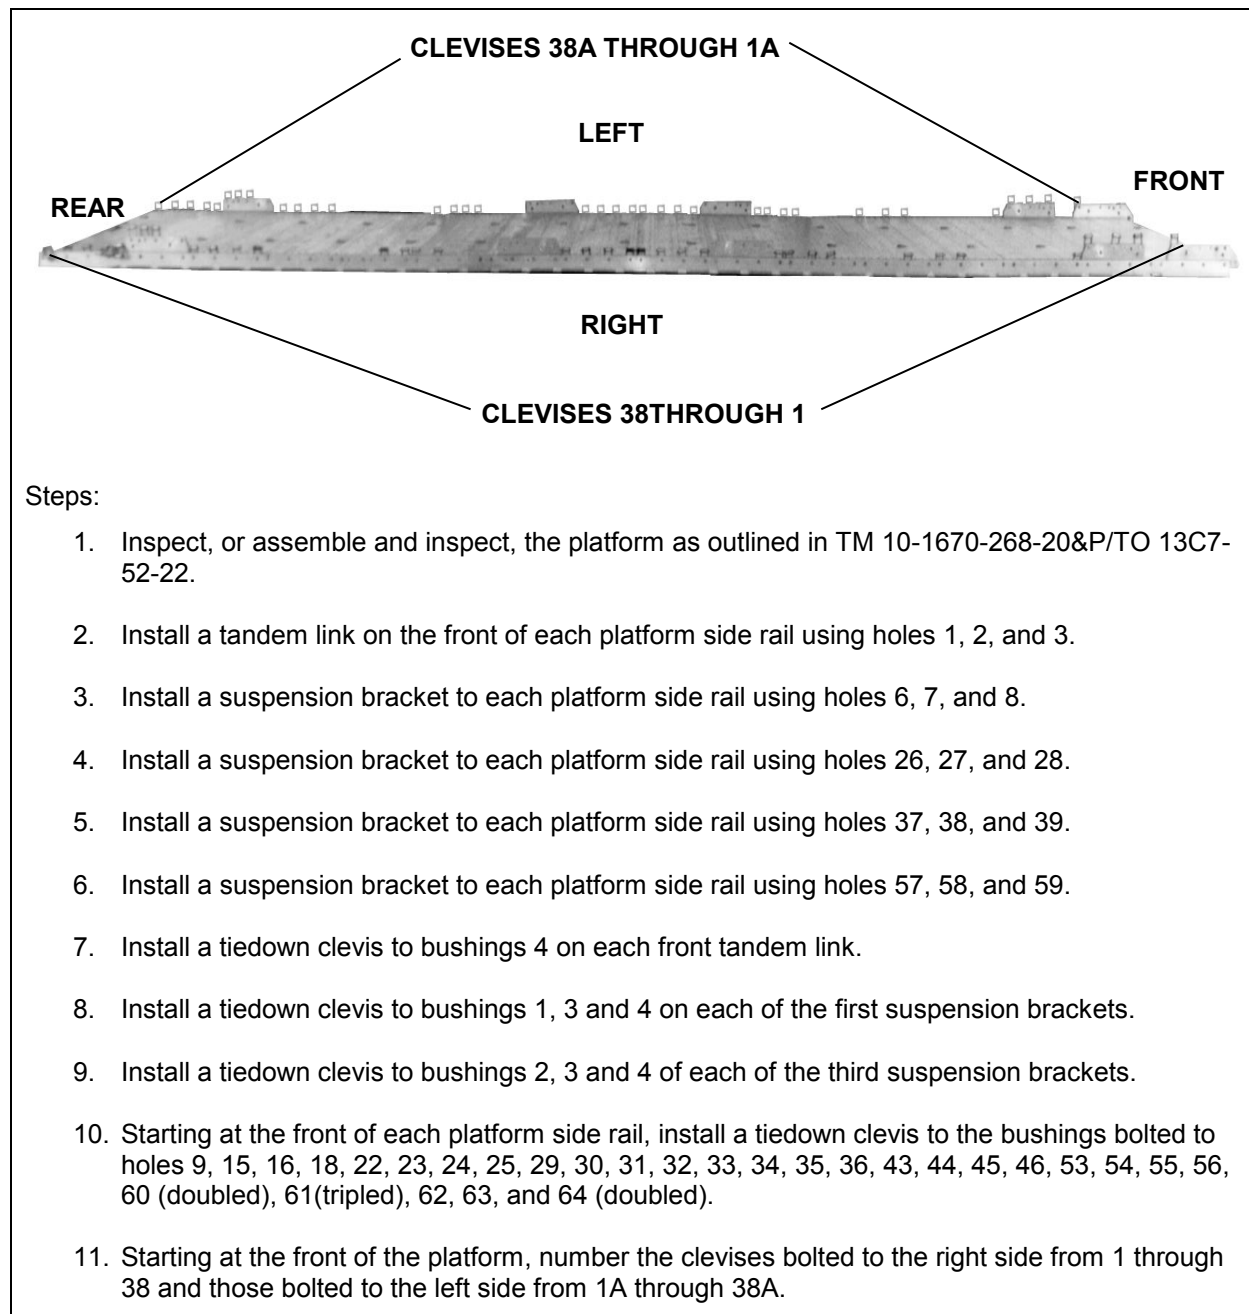 CLEVISES 38A THROUGH 1A
LEFT
FRONT
REAR
RIGHT
CLEVISES 38THROUGH 1
Steps:
1. Inspect, or assemble and inspect, the platform as outlined in TM 10-1670-268-20&P/TO 13C7-
52-22.
2. Install a tandem link on the front of each platform side rail using holes 1, 2, and 3.
3. Install a suspension bracket to each platform side rail using holes 6, 7, and 8.
4. Install a suspension bracket to each platform side rail using holes 26, 27, and 28.
5. Install a suspension bracket to each platform side rail using holes 37, 38, and 39.
6. Install a suspension bracket to each platform side rail using holes 57, 58, and 59.
7. Install a tiedown clevis to bushings 4 on each front tandem link.
8. Install a tiedown clevis to bushings 1, 3 and 4 on each of the first suspension brackets.
9. Install a tiedown clevis to bushings 2, 3 and 4 of each of the third suspension brackets.
10. Starting at the front of each platform side rail, install a tiedown clevis to the bushings bolted to
holes 9, 15, 16, 18, 22, 23, 24, 25, 29, 30, 31, 32, 33, 34, 35, 36, 43, 44, 45, 46, 53, 54, 55, 56,
60 (doubled), 61(tripled), 62, 63, and 64 (doubled).
11. Starting at the front of the platform, number the clevises bolted to the right side from 1 through
38 and those bolted to the left side from 1A through 38A.